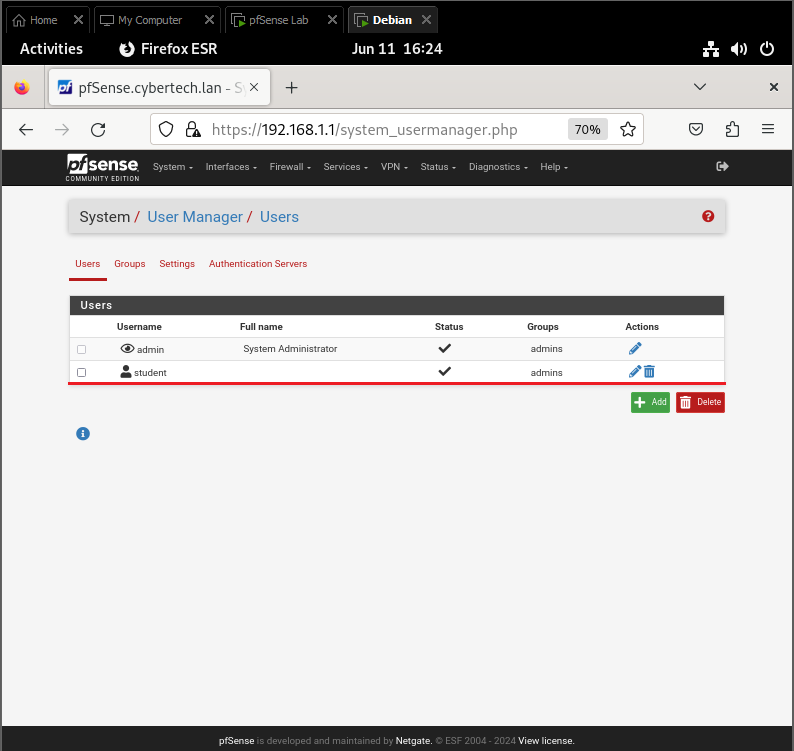 Home My Computer pfSense Lab Debian
Activities Firefox ESR Jun 11 16:24
pfSense.cybertech.lan - S
https://192.168.1.1/system_usermanager.php 70%
pfsense COMMUNITY EDITION System Interfaces Firewall Services VPN Status Diagnostics Help
System / User Manager / Users
Users Groups Settings Authentication Servers
Users
Username Full name Status Groups Actions
admin System Administrator admins
student admins
Add Delete
pfSense is developed and maintained by Netgate. © ESF 2004 - 2024 View license.